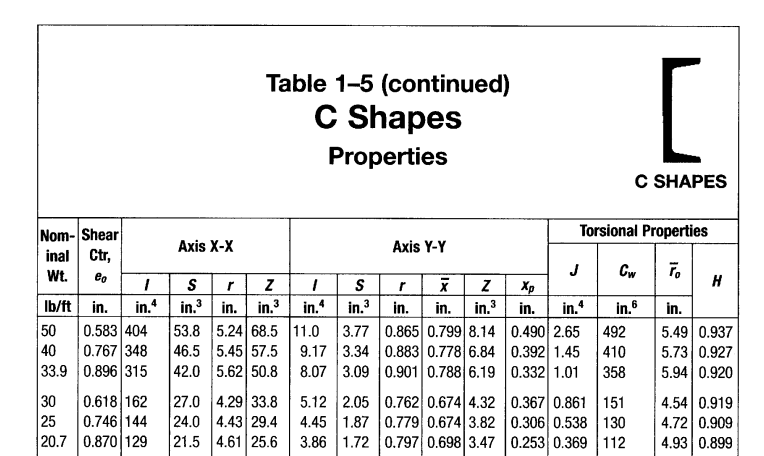 Table 1–5 (continued)
C Shapes
Properties
C SHAPES
Nom-inal Wt. | Shear Ctr, e₀ | Axis X-X | Axis Y-Y | Torsional Properties
I | S | r | Z | I | S | r | x̄ | Z | xₚ | J | C_w | r̄₀ | H
lb/ft | in. | in.⁴ | in.³ | in. | in.³ | in.⁴ | in.³ | in. | in. | in.³ | in. | in.⁴ | in.⁶ | in.
50 | 0.583 | 404 | 53.8 | 5.24 | 68.5 | 11.0 | 3.77 | 0.865 | 0.799 | 8.14 | 0.490 | 2.65 | 492 | 5.49 | 0.937
40 | 0.767 | 348 | 46.5 | 5.45 | 57.5 | 9.17 | 3.34 | 0.883 | 0.778 | 6.84 | 0.392 | 1.45 | 410 | 5.73 | 0.927
33.9 | 0.896 | 315 | 42.0 | 5.62 | 50.8 | 8.07 | 3.09 | 0.901 | 0.788 | 6.19 | 0.332 | 1.01 | 358 | 5.94 | 0.920
30 | 0.618 | 162 | 27.0 | 4.29 | 33.8 | 5.12 | 2.05 | 0.762 | 0.674 | 4.32 | 0.367 | 0.861 | 151 | 4.54 | 0.919
25 | 0.746 | 144 | 24.0 | 4.43 | 29.4 | 4.45 | 1.87 | 0.779 | 0.674 | 3.82 | 0.306 | 0.538 | 130 | 4.72 | 0.909
20.7 | 0.870 | 129 | 21.5 | 4.61 | 25.6 | 3.86 | 1.72 | 0.797 | 0.698 | 3.47 | 0.253 | 0.369 | 112 | 4.93 | 0.899